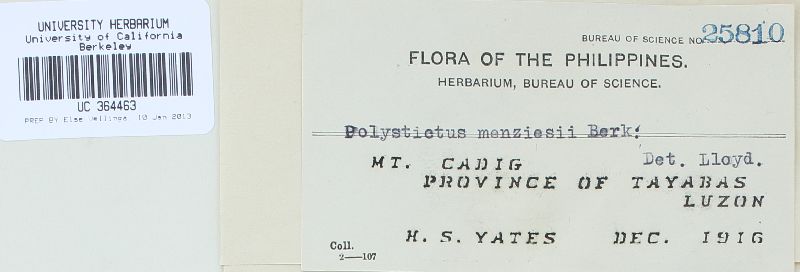 UNIVERSITY HERBARIUM
University of California
Berkeley
UC 364463
PREP BY Else Vellinga 10 Jan 2013
BUREAU OF SCIENCE NO. 25810
FLORA OF THE PHILIPPINES.
HERBARIUM, BUREAU OF SCIENCE.
Polystictus menziesii Berk.
Det. Lloyd.
MT. CADIG
PROVINCE OF TAYABAS
LUZON
H. S. YATES DEC. 1916
Coll.
2—107